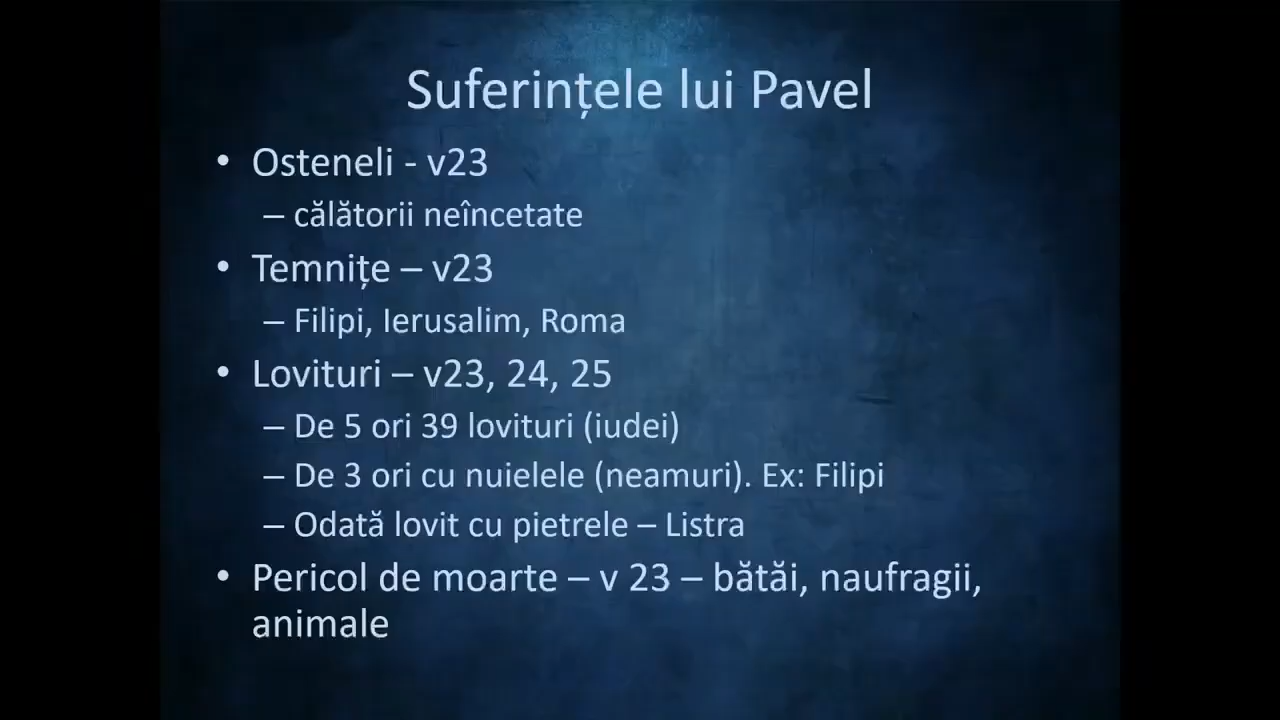 Suferințele lui Pavel
• Osteneli - v23
– călătorii neîncetate
• Temnițe – v23
– Filipi, Ierusalim, Roma
• Lovituri – v23, 24, 25
– De 5 ori 39 lovituri (iudei)
– De 3 ori cu nuielele (neamuri). Ex: Filipi
– Odată lovit cu pietrele – Listra
• Pericol de moarte – v 23 – bătăi, naufragii,
animale